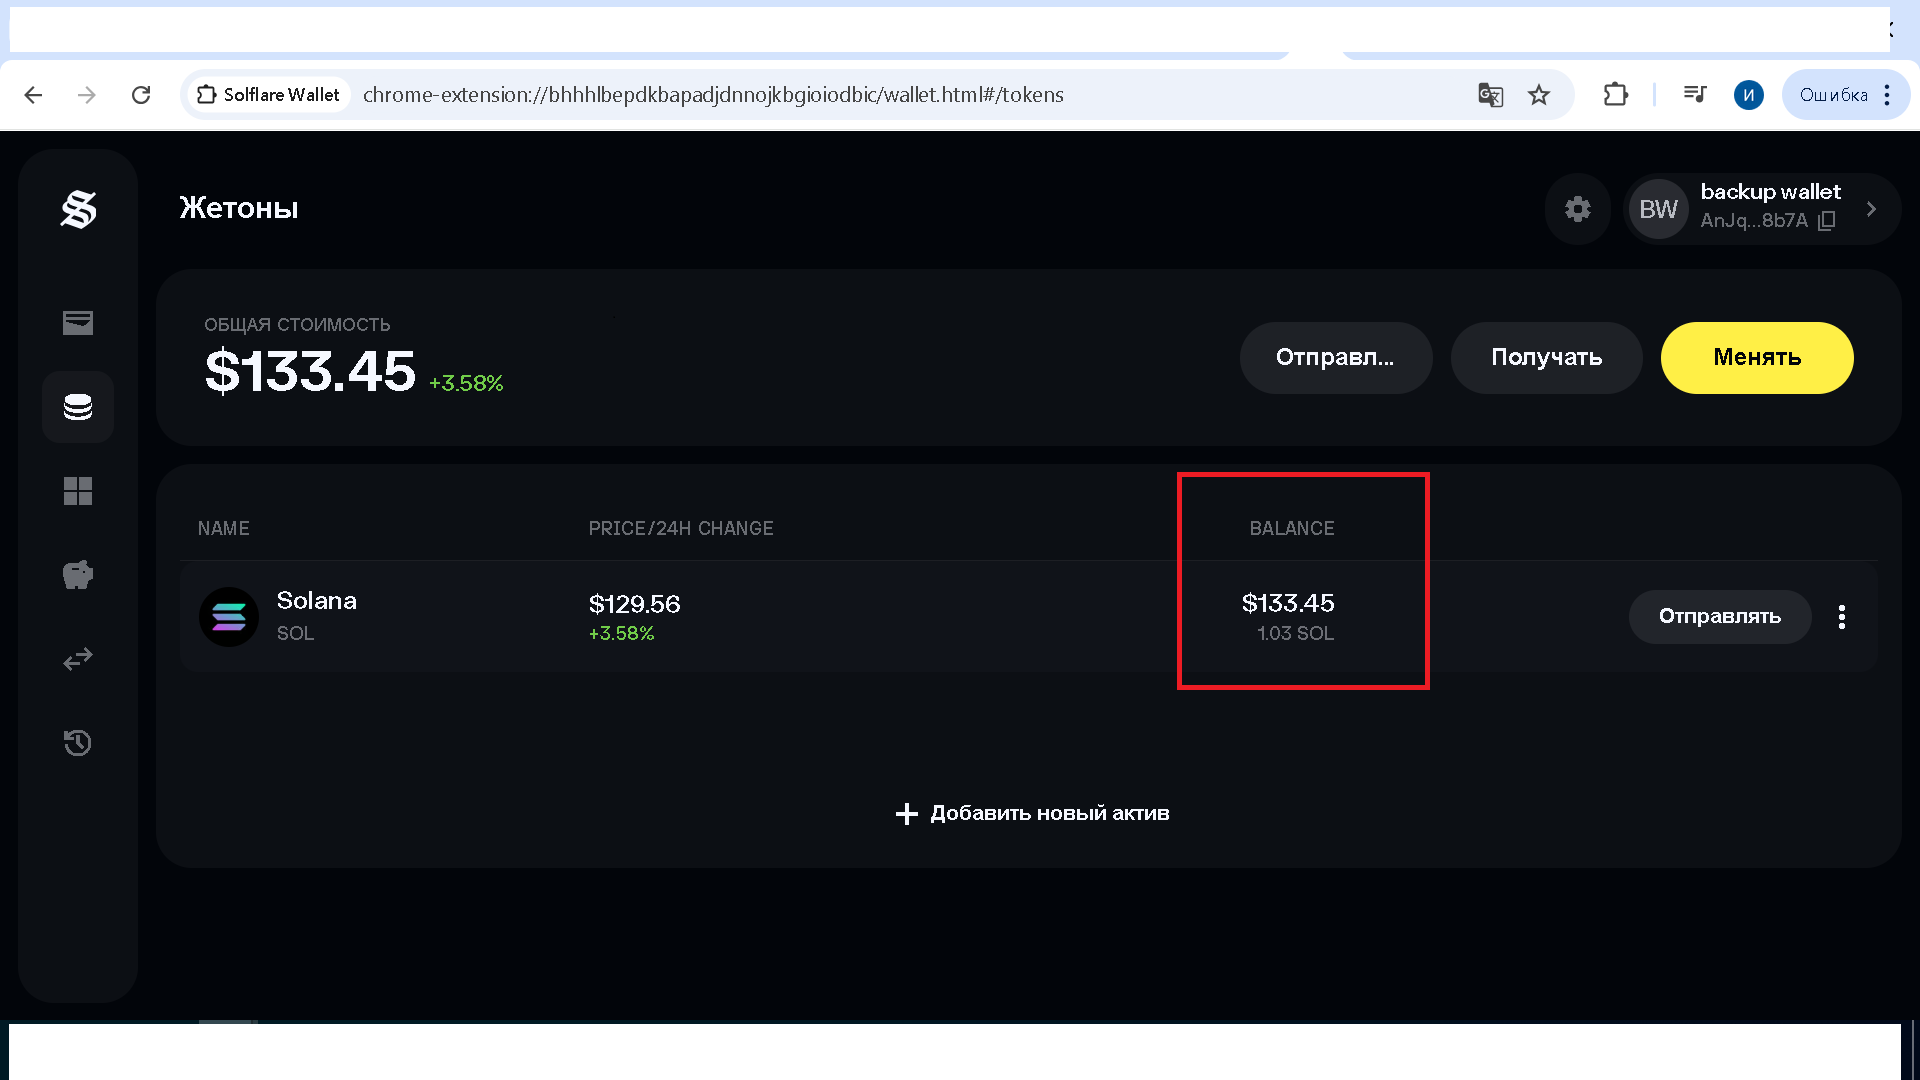 Solflare Wallet
chrome-extension://bhhhlbepdkbapadjdnnojkbgioiodbic/wallet.html#/tokens
И
Ошибка
Жетоны
BW
backup wallet
AnJq...8b7A
ОБЩАЯ СТОИМОСТЬ
$133.45 +3.58%
Отправл...
Получать
Менять
NAME
PRICE/24H CHANGE
BALANCE
Solana
SOL
$129.56
+3.58%
$133.45
1.03 SOL
Отправлять
Добавить новый актив